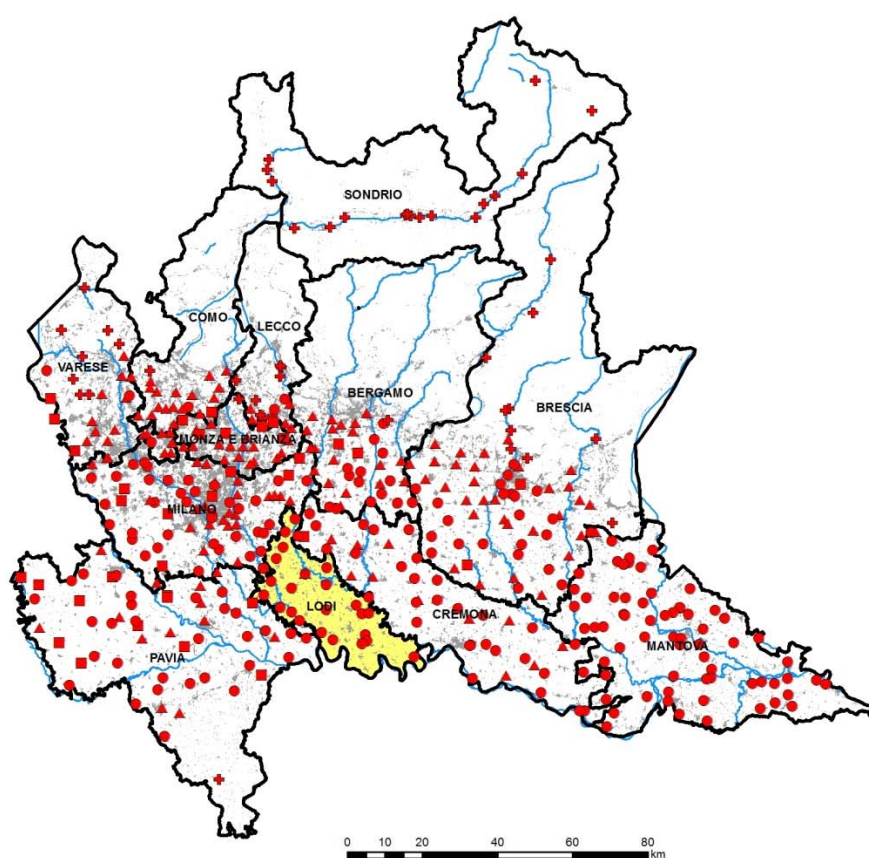 SONDRIO
COMO
LECCO
VARESE
BERGAMO
BRESCIA
MONZA E BRIANZA
MILANO
LODI
CREMONA
MANTOVA
PAVIA
0 10 20 40 60 80
km